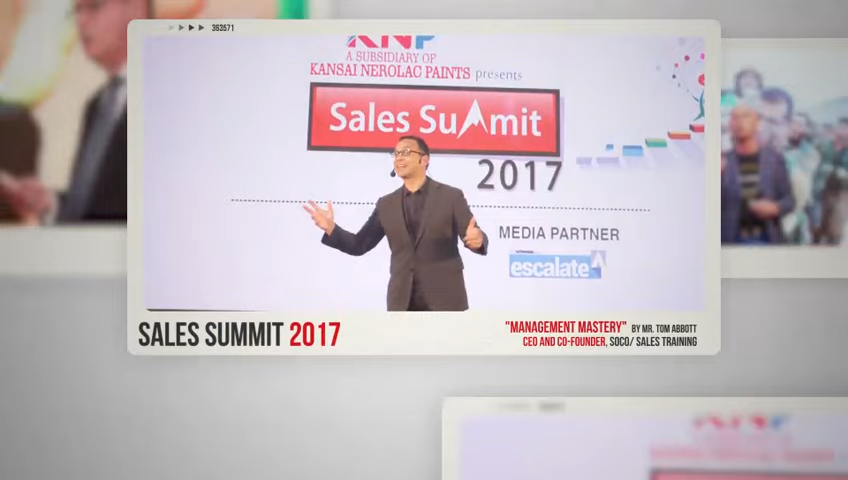 363571
KNP
A SUBSIDIARY OF
KANSAI NEROLAC PAINTS presents
Sales Summit
2017
MEDIA PARTNER
escalate
SALES SUMMIT 2017
"MANAGEMENT MASTERY" BY MR. TOM ABBOTT
CEO AND CO-FOUNDER, SOCO/ SALES TRAINING